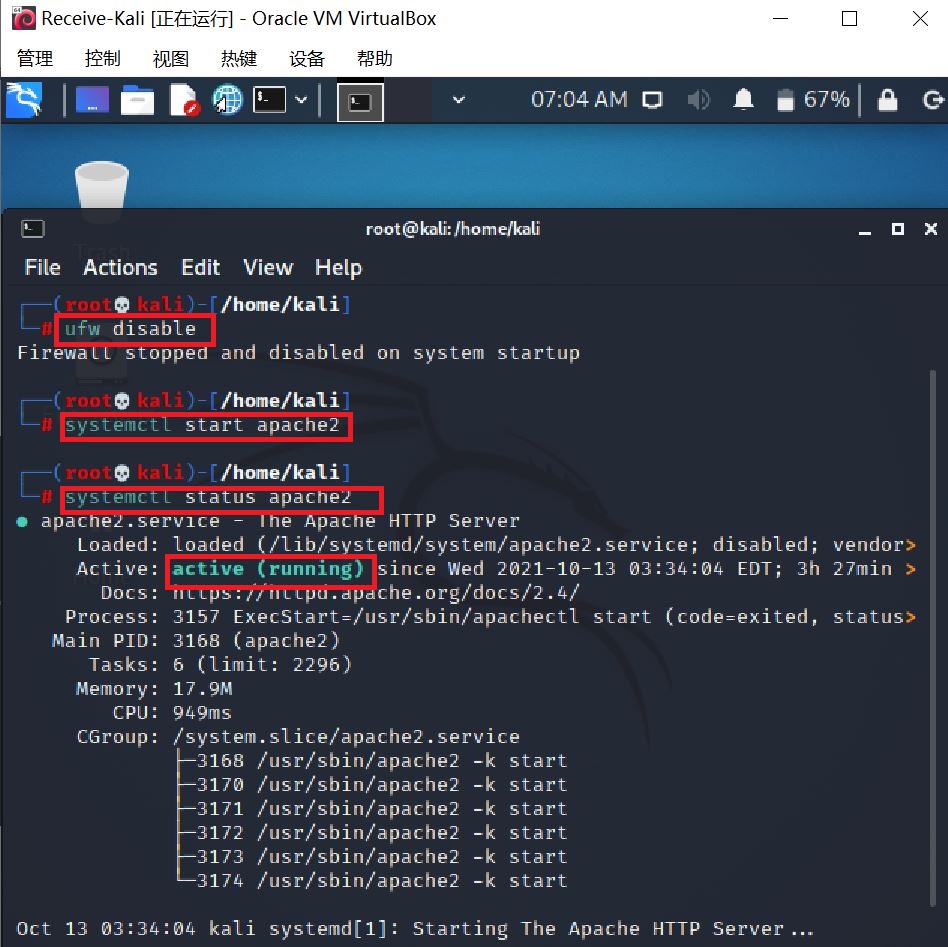 Receive-Kali [正在运行] - Oracle VM VirtualBox
管理 控制 视图 热键 设备 帮助
07:04 AM 67%
root@kali: /home/kali
File Actions Edit View Help
┌──(root💀kali)-[/home/kali]
└─# ufw disable
Firewall stopped and disabled on system startup
┌──(root💀kali)-[/home/kali]
└─# systemctl start apache2
┌──(root💀kali)-[/home/kali]
└─# systemctl status apache2
● apache2.service - The Apache HTTP Server
Loaded: loaded (/lib/systemd/system/apache2.service; disabled; vendor>
Active: active (running) since Wed 2021-10-13 03:34:04 EDT; 3h 27min >
Docs: https://httpd.apache.org/docs/2.4/
Process: 3157 ExecStart=/usr/sbin/apachectl start (code=exited, status>
Main PID: 3168 (apache2)
Tasks: 6 (limit: 2296)
Memory: 17.9M
CPU: 949ms
CGroup: /system.slice/apache2.service
├─3168 /usr/sbin/apache2 -k start
├─3170 /usr/sbin/apache2 -k start
├─3171 /usr/sbin/apache2 -k start
├─3172 /usr/sbin/apache2 -k start
├─3173 /usr/sbin/apache2 -k start
└─3174 /usr/sbin/apache2 -k start
Oct 13 03:34:04 kali systemd[1]: Starting The Apache HTTP Server...